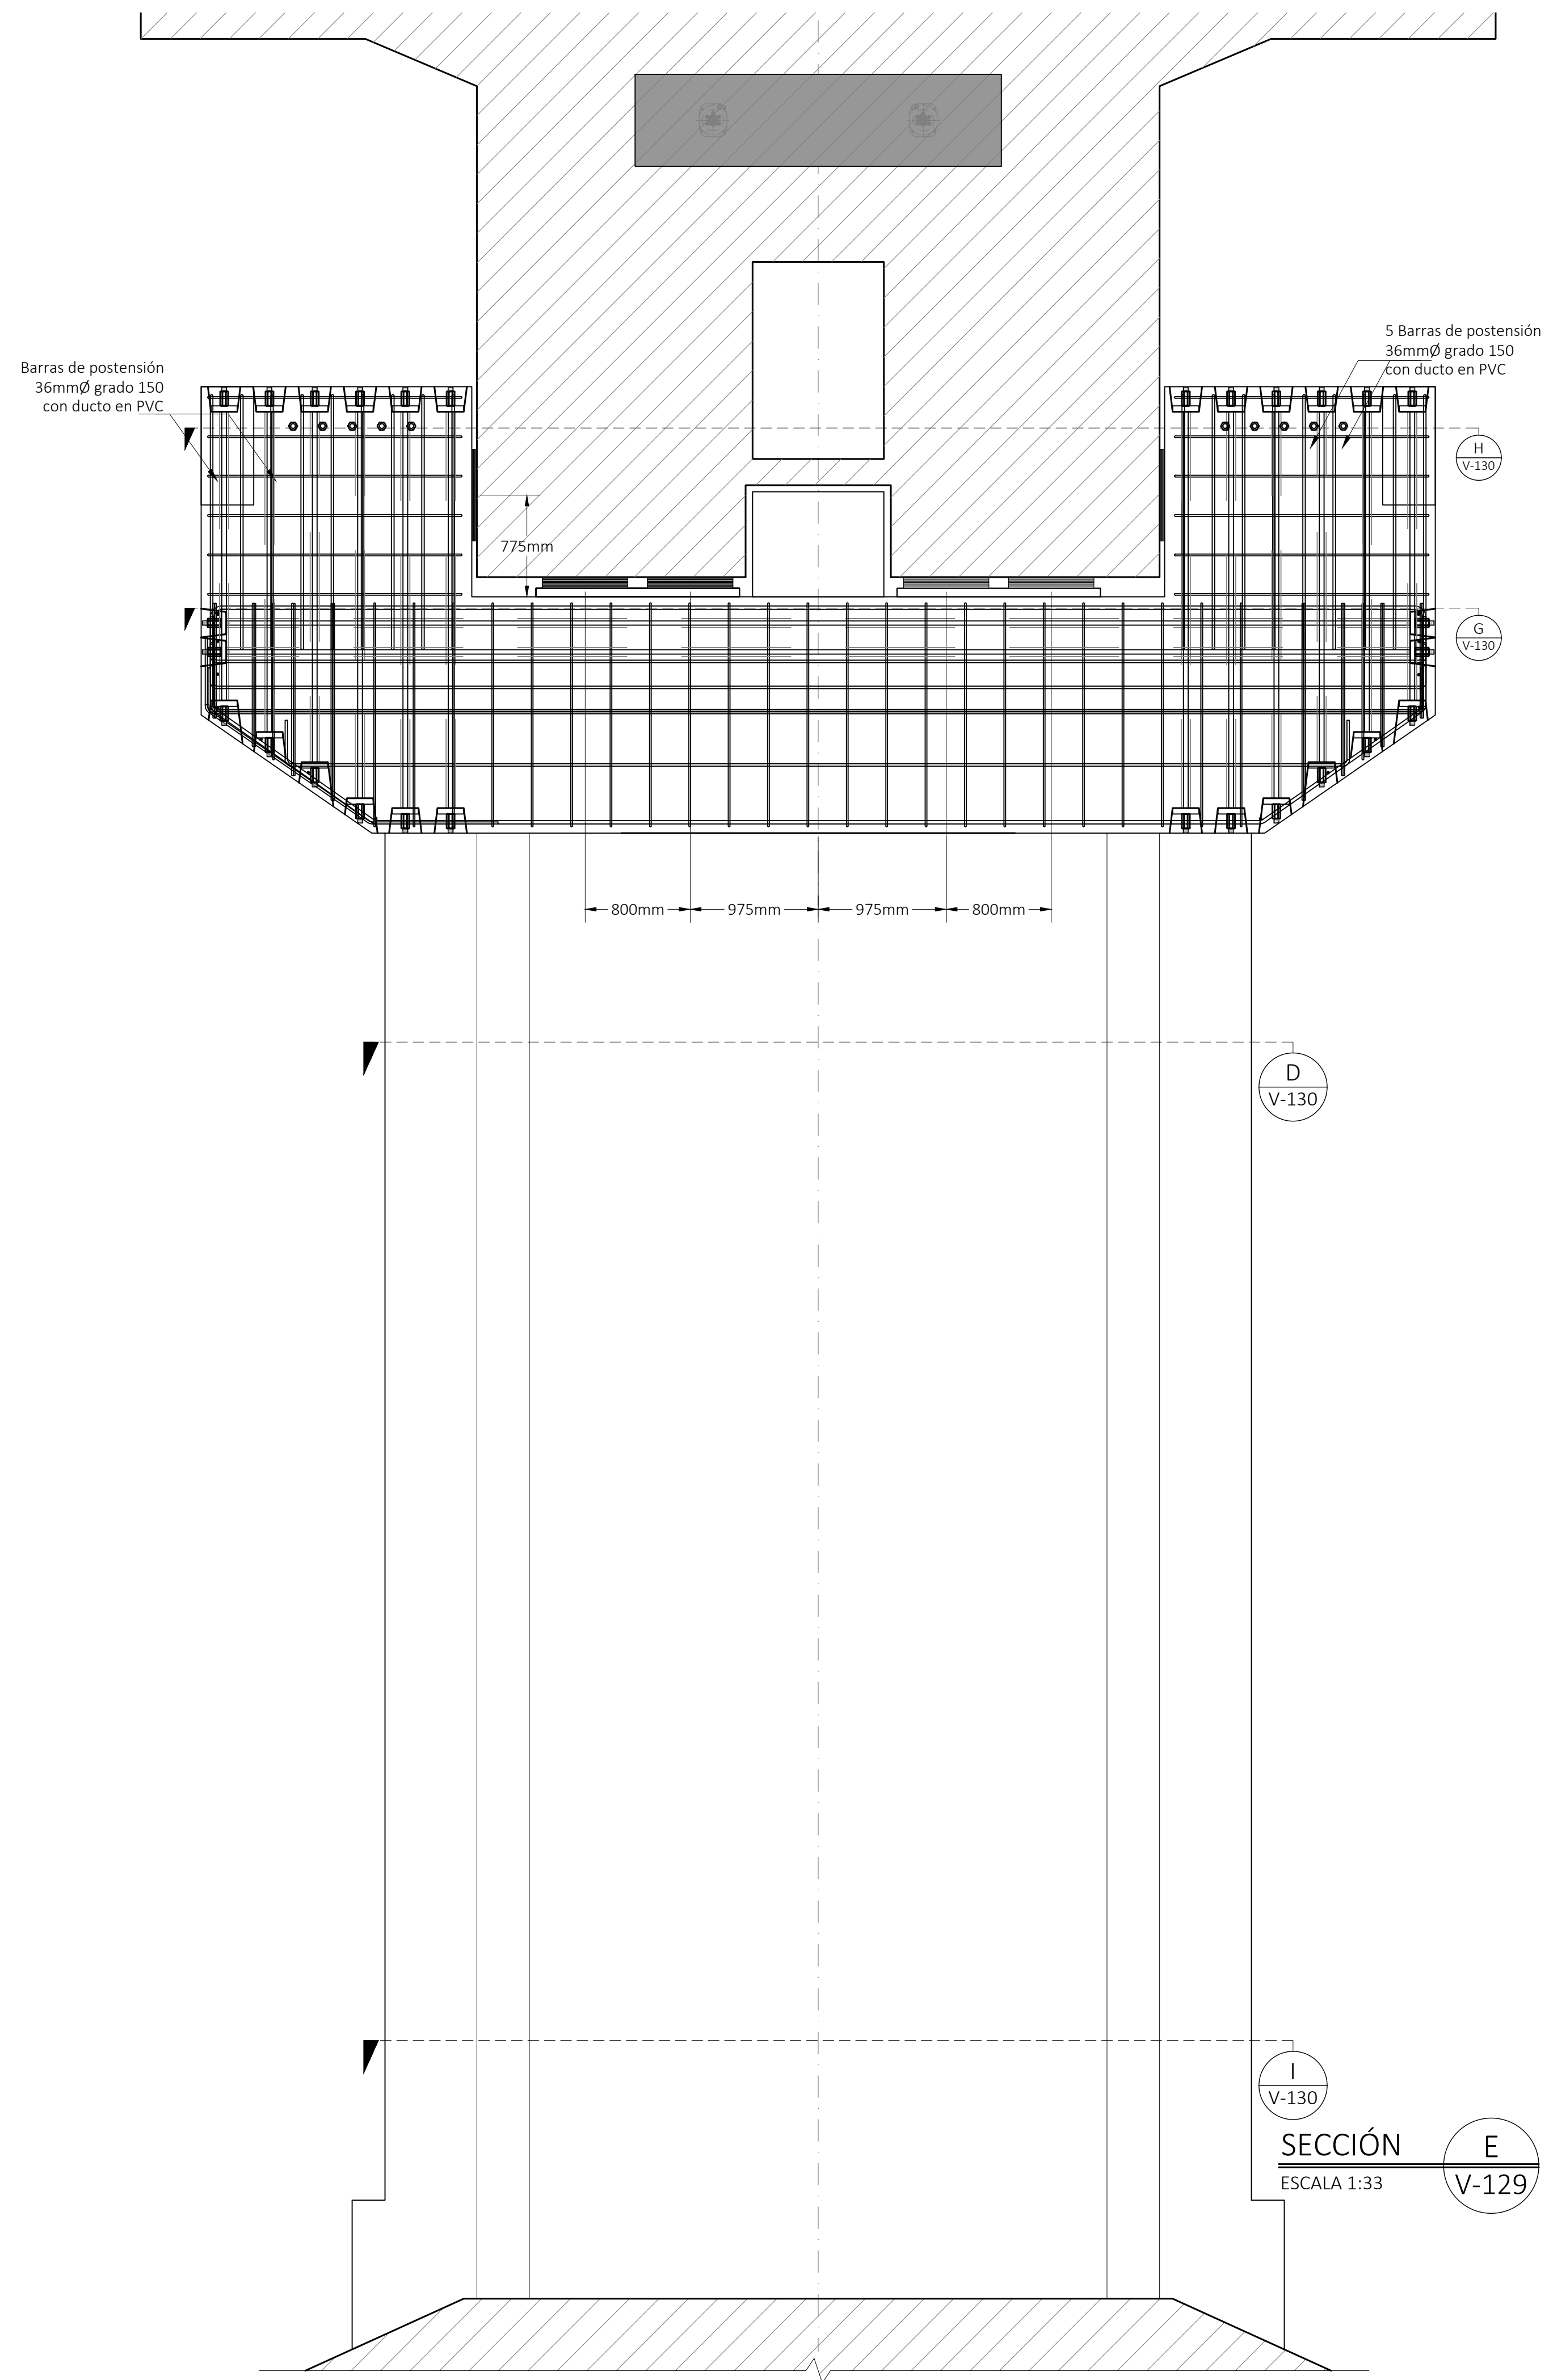 5 Barras de postensión
36mmØ grado 150
con ducto en PVC
Barras de postensión
36mmØ grado 150
con ducto en PVC
H
V-130
775mm
G
V-130
800mm
975mm
975mm
800mm
D
V-130
I
V-130
SECCIÓN
E
ESCALA 1:33
V-129